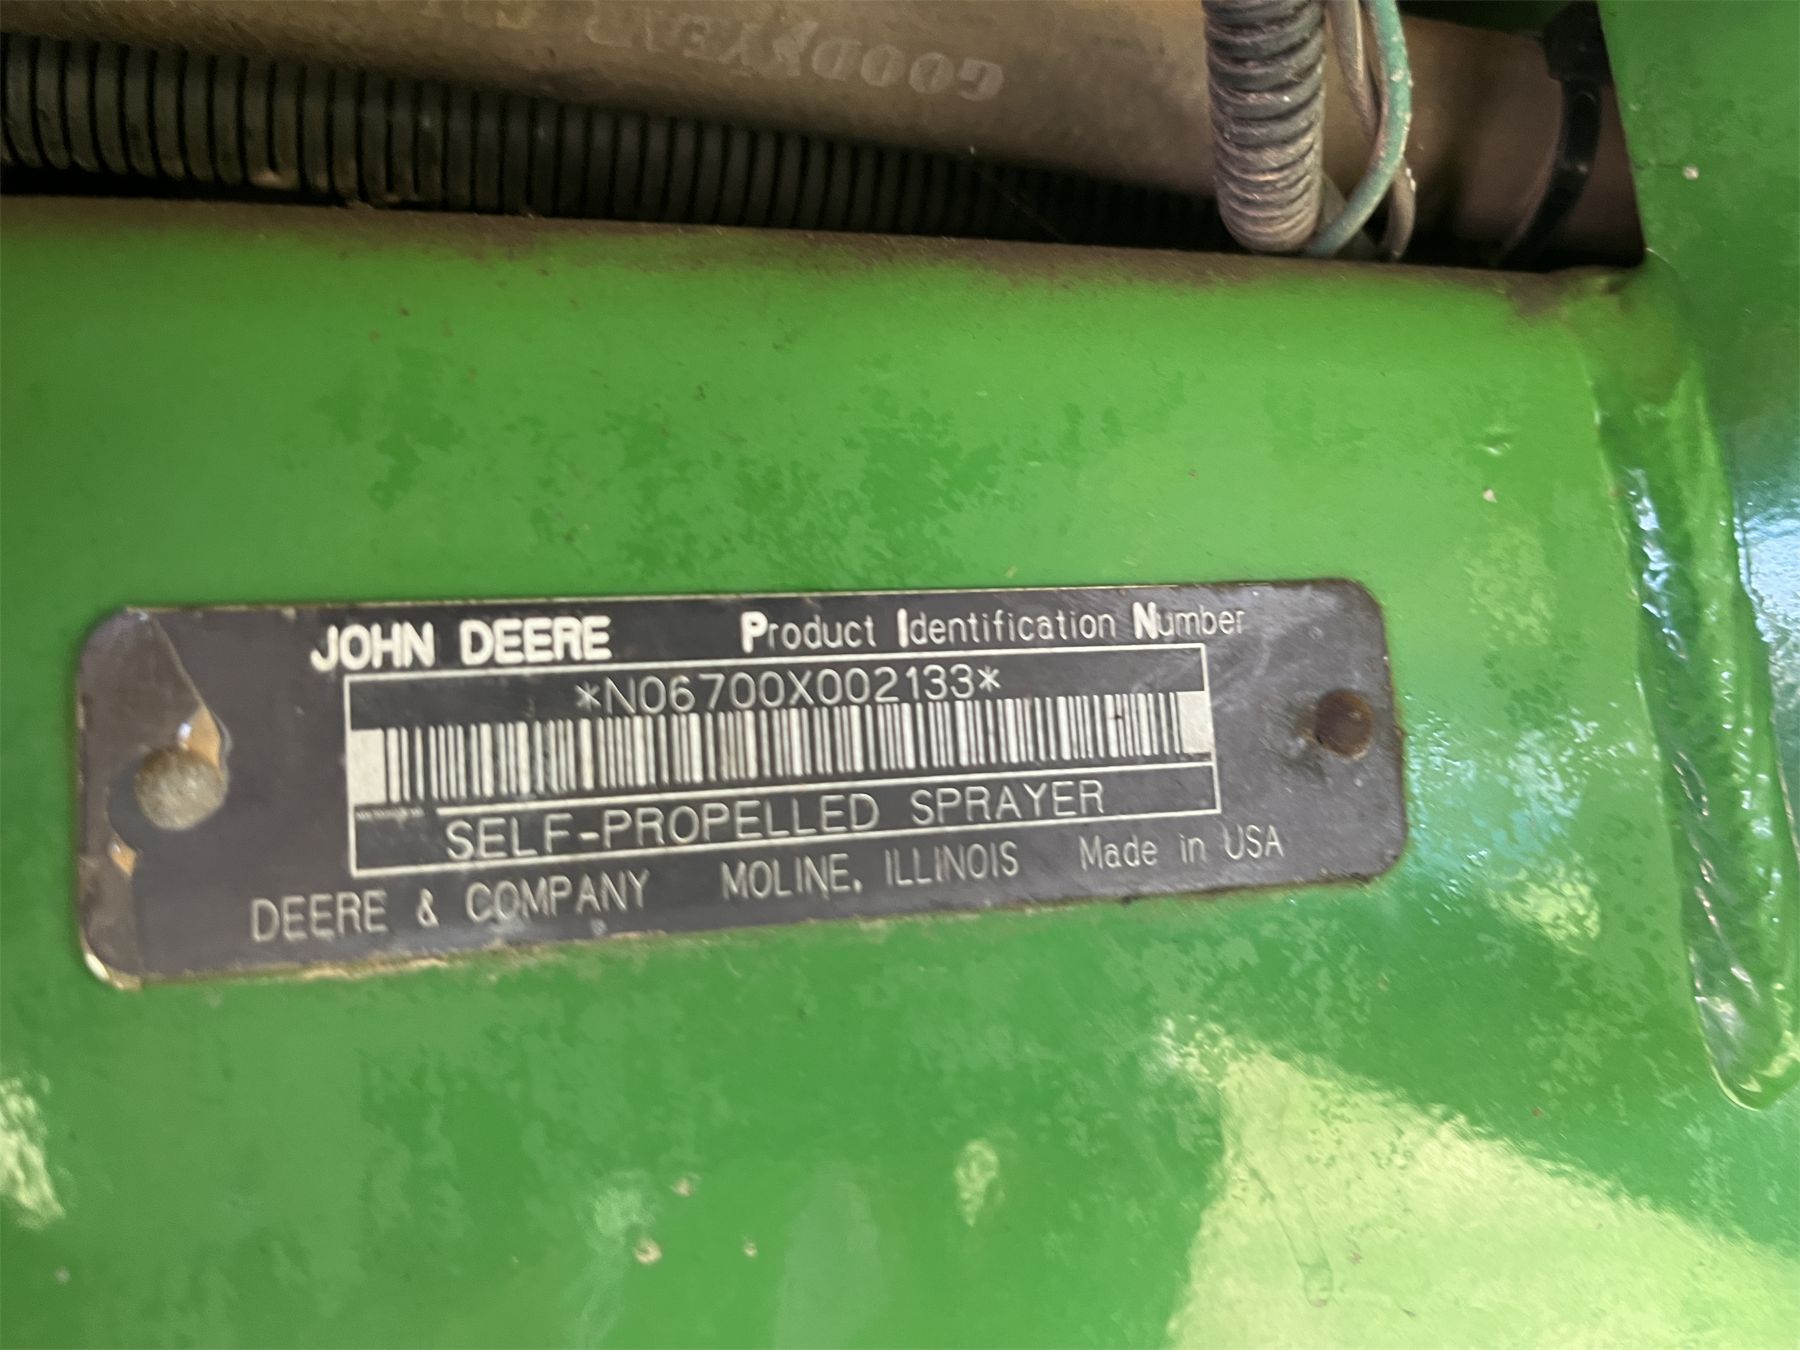 GOODYEAR
JOHN DEERE Product Identification Number
*N06700X002133*
SELF-PROPELLED SPRAYER
DEERE & COMPANY MOLINE, ILLINOIS Made in USA